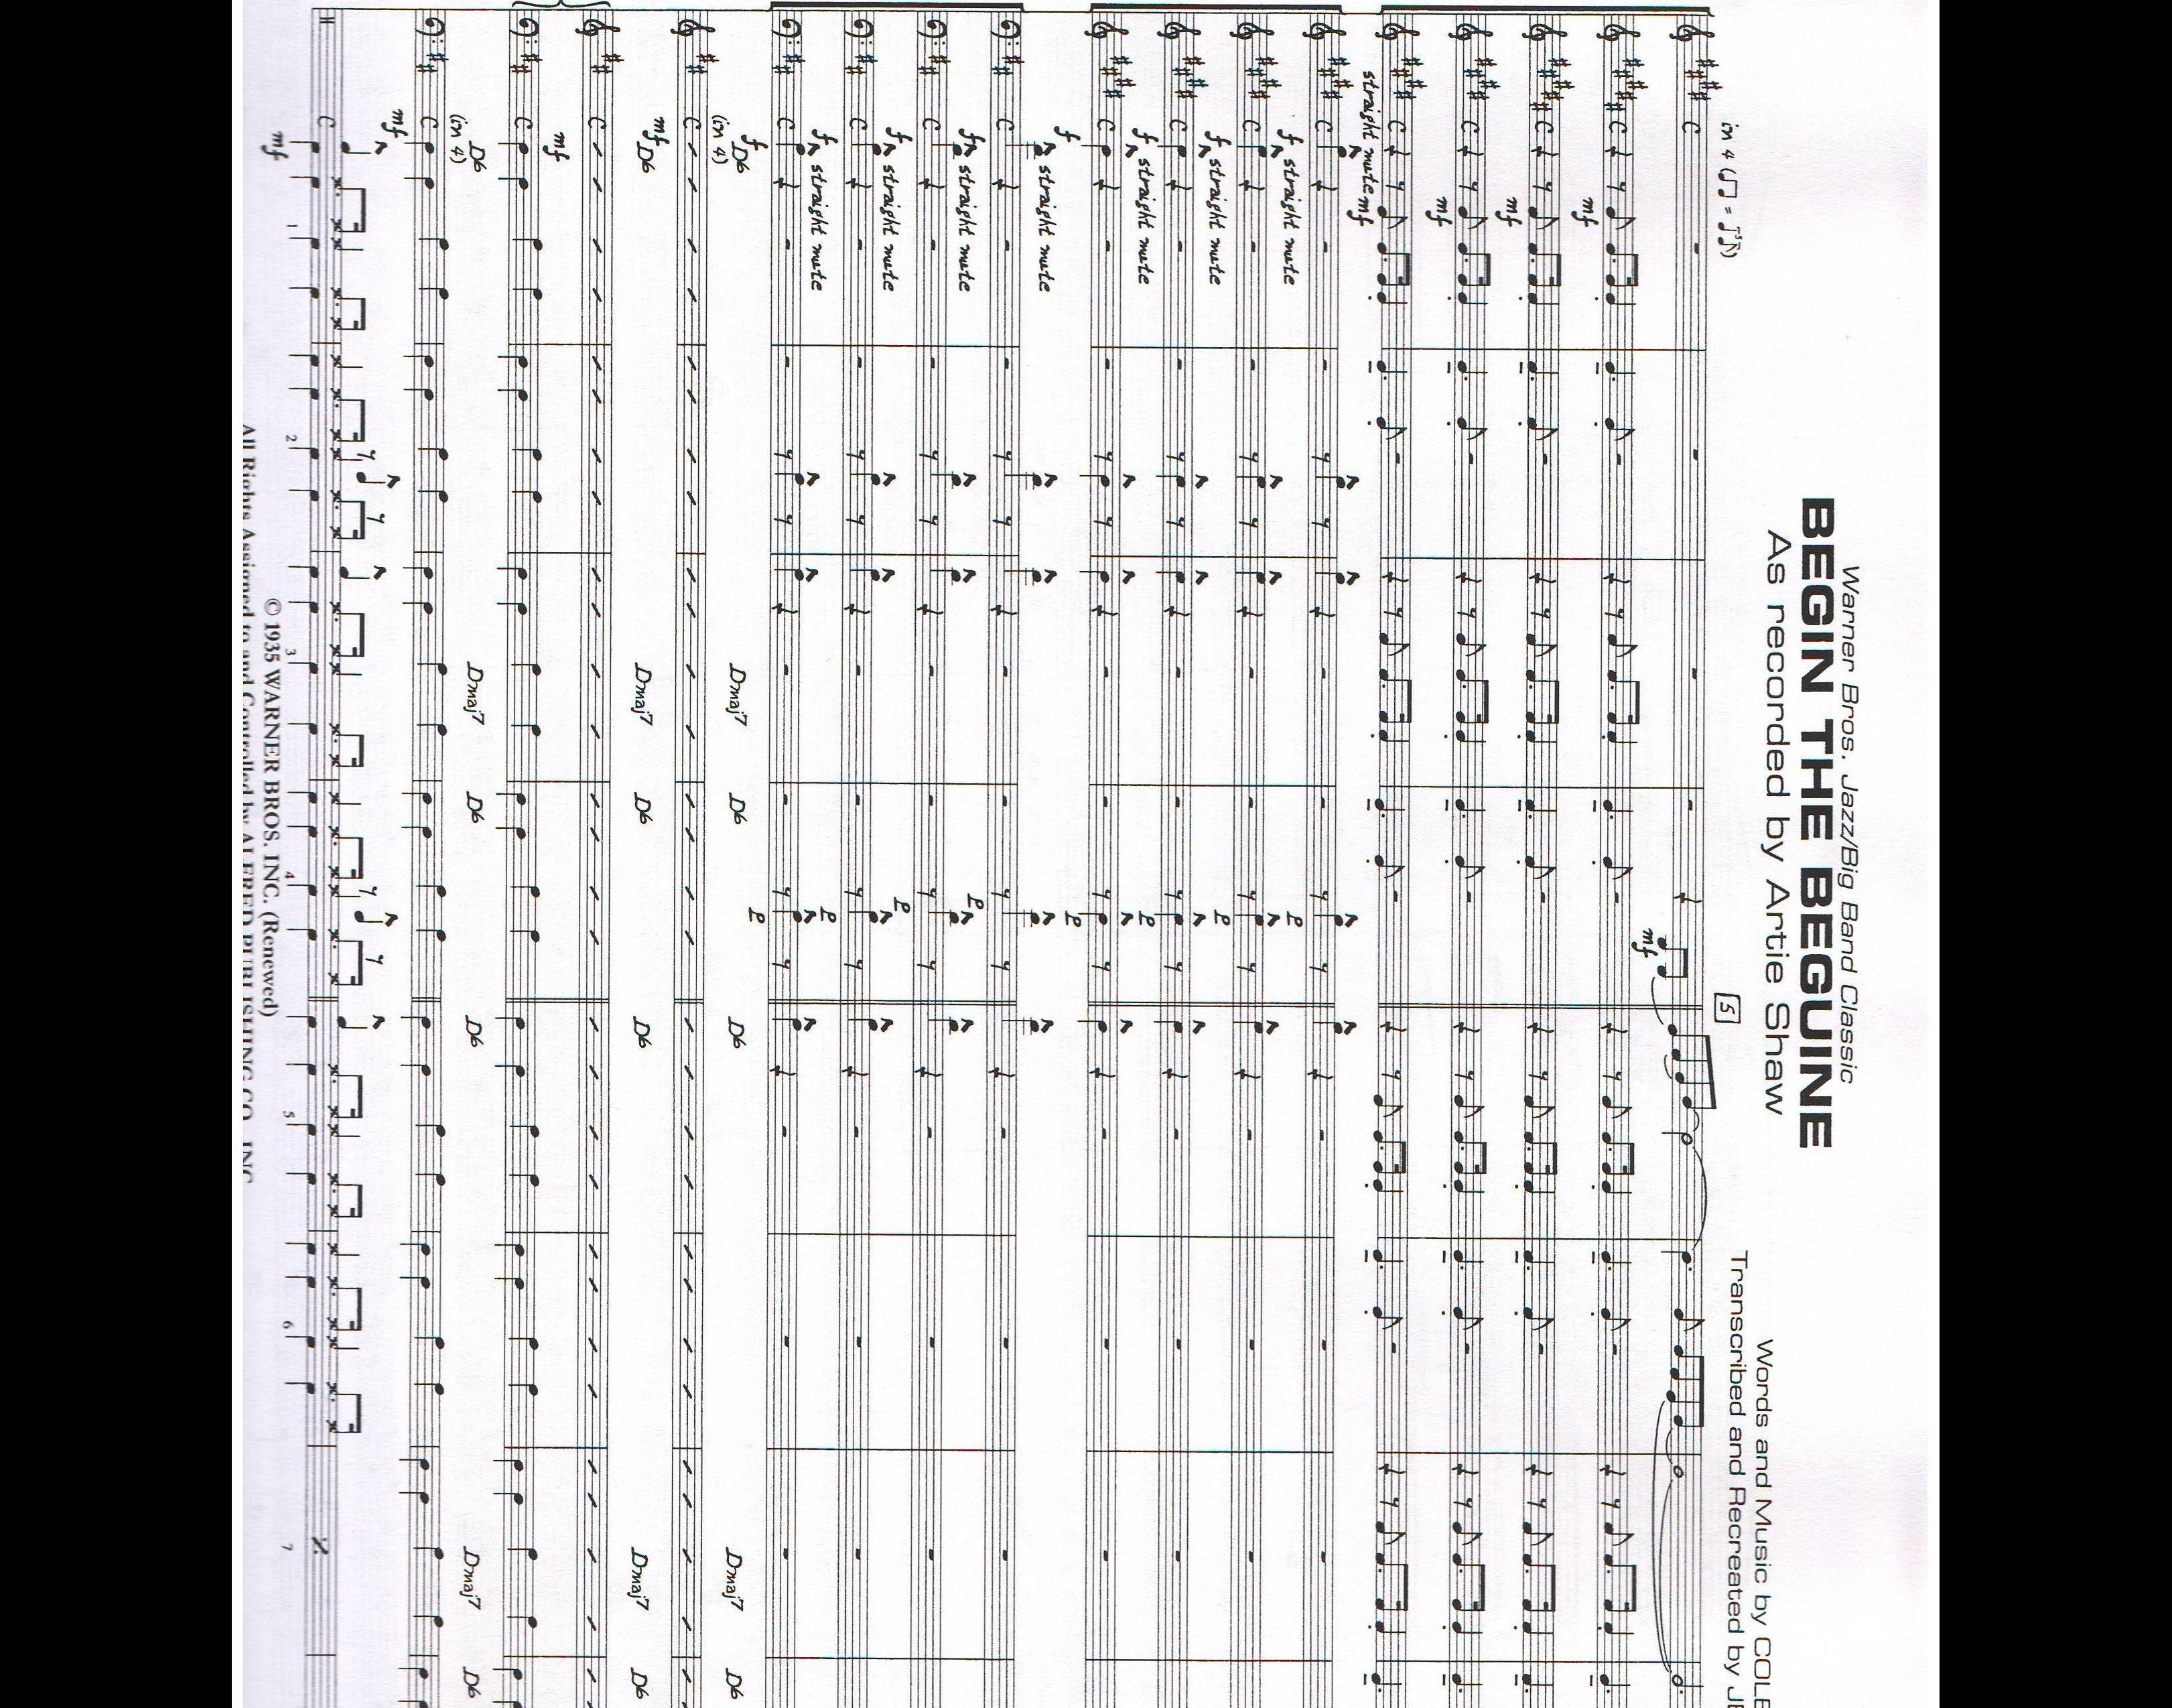 Warner Bros. Jazz/Big Band Classic
BEGIN THE BEGUINE
As recorded by Artie Shaw
Words and Music by COLE
Transcribed and Recreated by
in 4
5
mf
mf
mf
mf
mf
straight mute
f straight mute
f straight mute
f straight mute
f straight mute
f straight mute
f straight mute
f straight mute
f
P P P P P P P P
(in 4) D6 Dmaj7 D6 D6 Dmaj7 D6
mf D6 Dmaj7 D6 D6 Dmaj7 D6
mf
(in 4) D6 Dmaj7 D6 D6 Dmaj7 D6
mf
mf 1 2 3 4 5 6 7
© 1935 WARNER BROS. INC. (Renewed)
All Rights Assigned to and Controlled by ALFRED PUBLISHING CO., INC